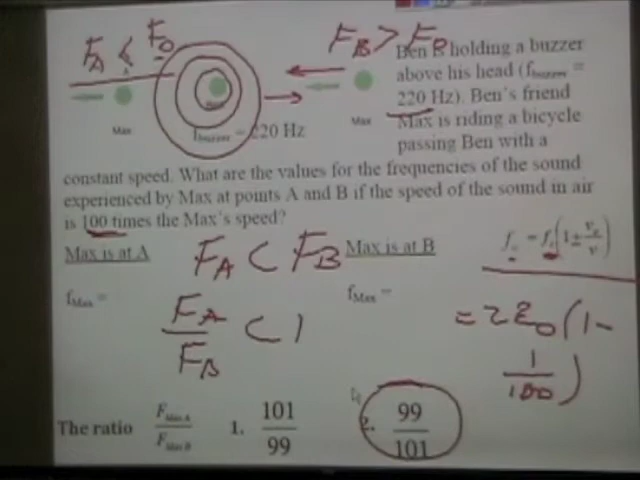 F_A < F_0
F_B > F_0
Ben is holding a buzzer
above his head (f_buzzer =
220 Hz). Ben's friend
Max is riding a bicycle
passing Ben with a
Max
f_buzzer = 220 Hz
Max
constant speed. What are the values for the frequencies of the sound
experienced by Max at points A and B if the speed of the sound in air
is 100 times the Max's speed?
Max is at A
F_A < F_B
Max is at B
f_Max =
f_Max =
F_A / F_B < 1
= 220 (1 - 1/100)
The ratio F_Max A / F_Max B
1. 101/99
2. 99/101